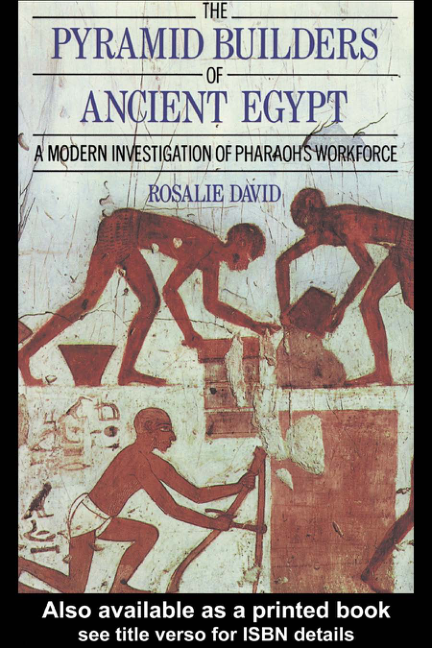 THE
PYRAMID BUILDERS
OF
ANCIENT EGYPT
A MODERN INVESTIGATION OF PHARAOH'S WORKFORCE
ROSALIE DAVID
Also available as a printed book
see title verso for ISBN details